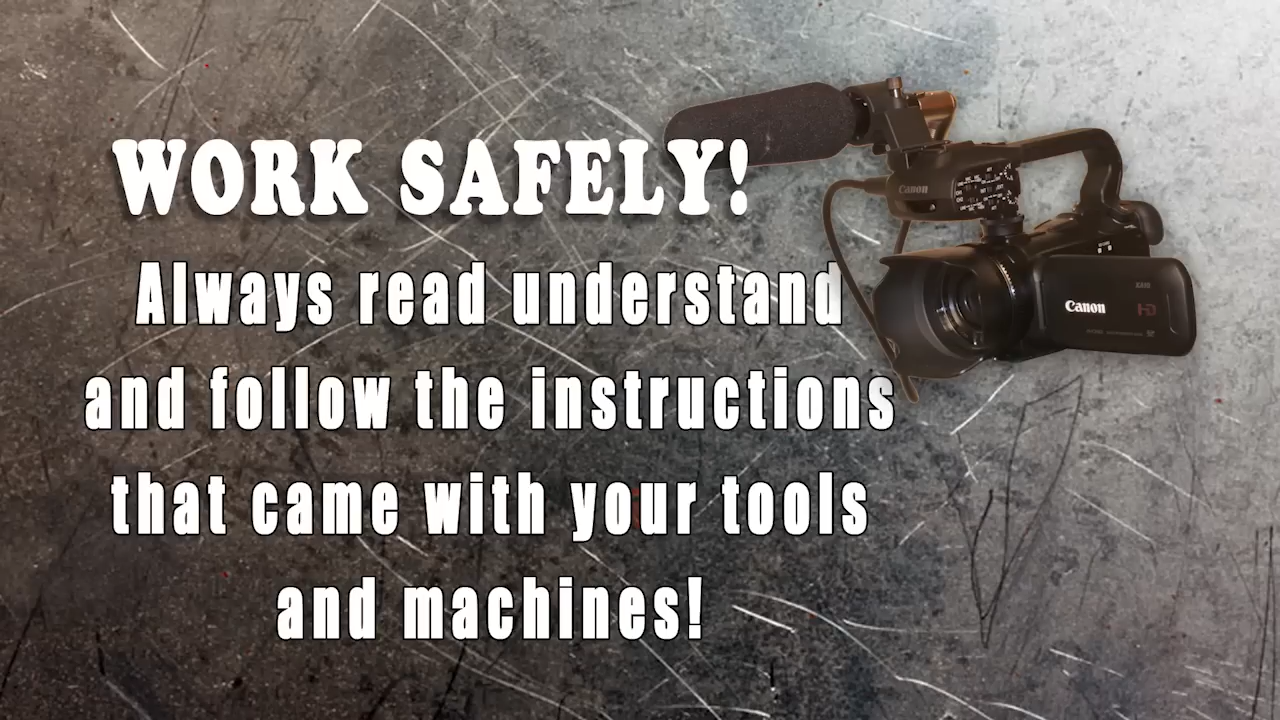 WORK SAFELY!
Always read understand
and follow the instructions
that came with your tools
and machines!
Canon
Canon
HD